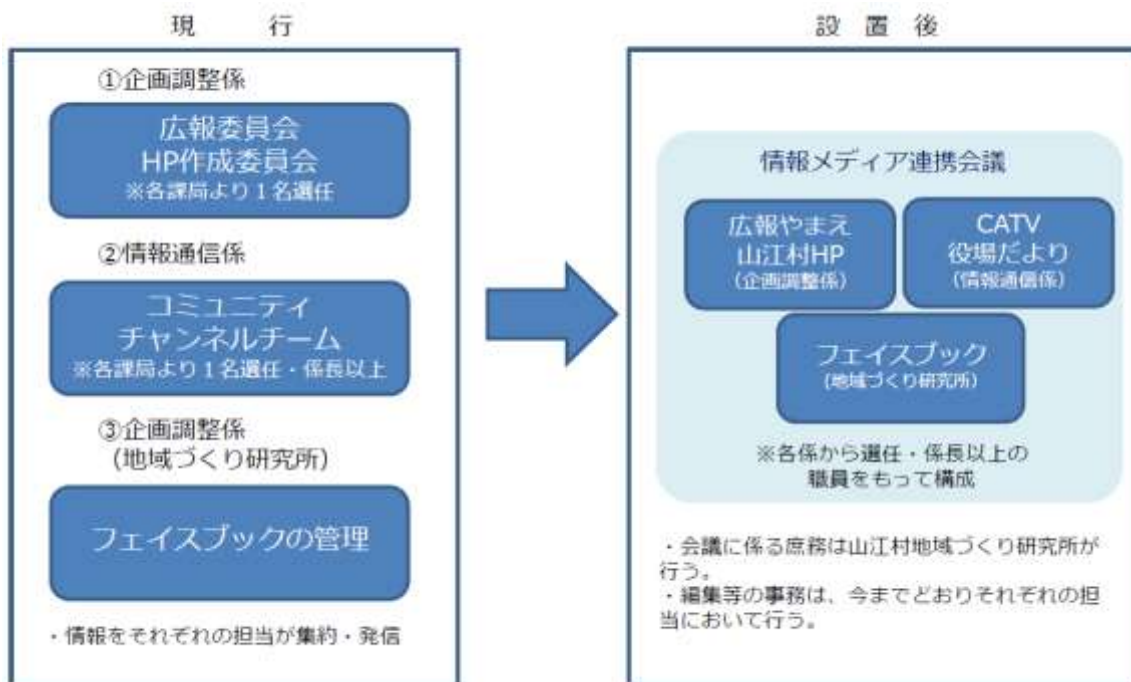 現　行
①企画調整係
広報委員会
HP作成委員会
※各課局より１名選任
②情報通信係
コミュニティ
チャンネルチーム
※各課局より１名選任・係長以上
③企画調整係
（地域づくり研究所）
フェイスブックの管理
・情報をそれぞれの担当が集約・発信
設 置 後
情報メディア連携会議
広報やまえ
山江村HP
（企画調整係）
CATV
役場だより
（情報通信係）
フェイスブック
（地域づくり研究所）
※各係から選任・係長以上の
職員をもって構成
・会議に係る庶務は山江村地域づくり研究所が
行う。
・編集等の事務は、今までどおりそれぞれの担
当において行う。